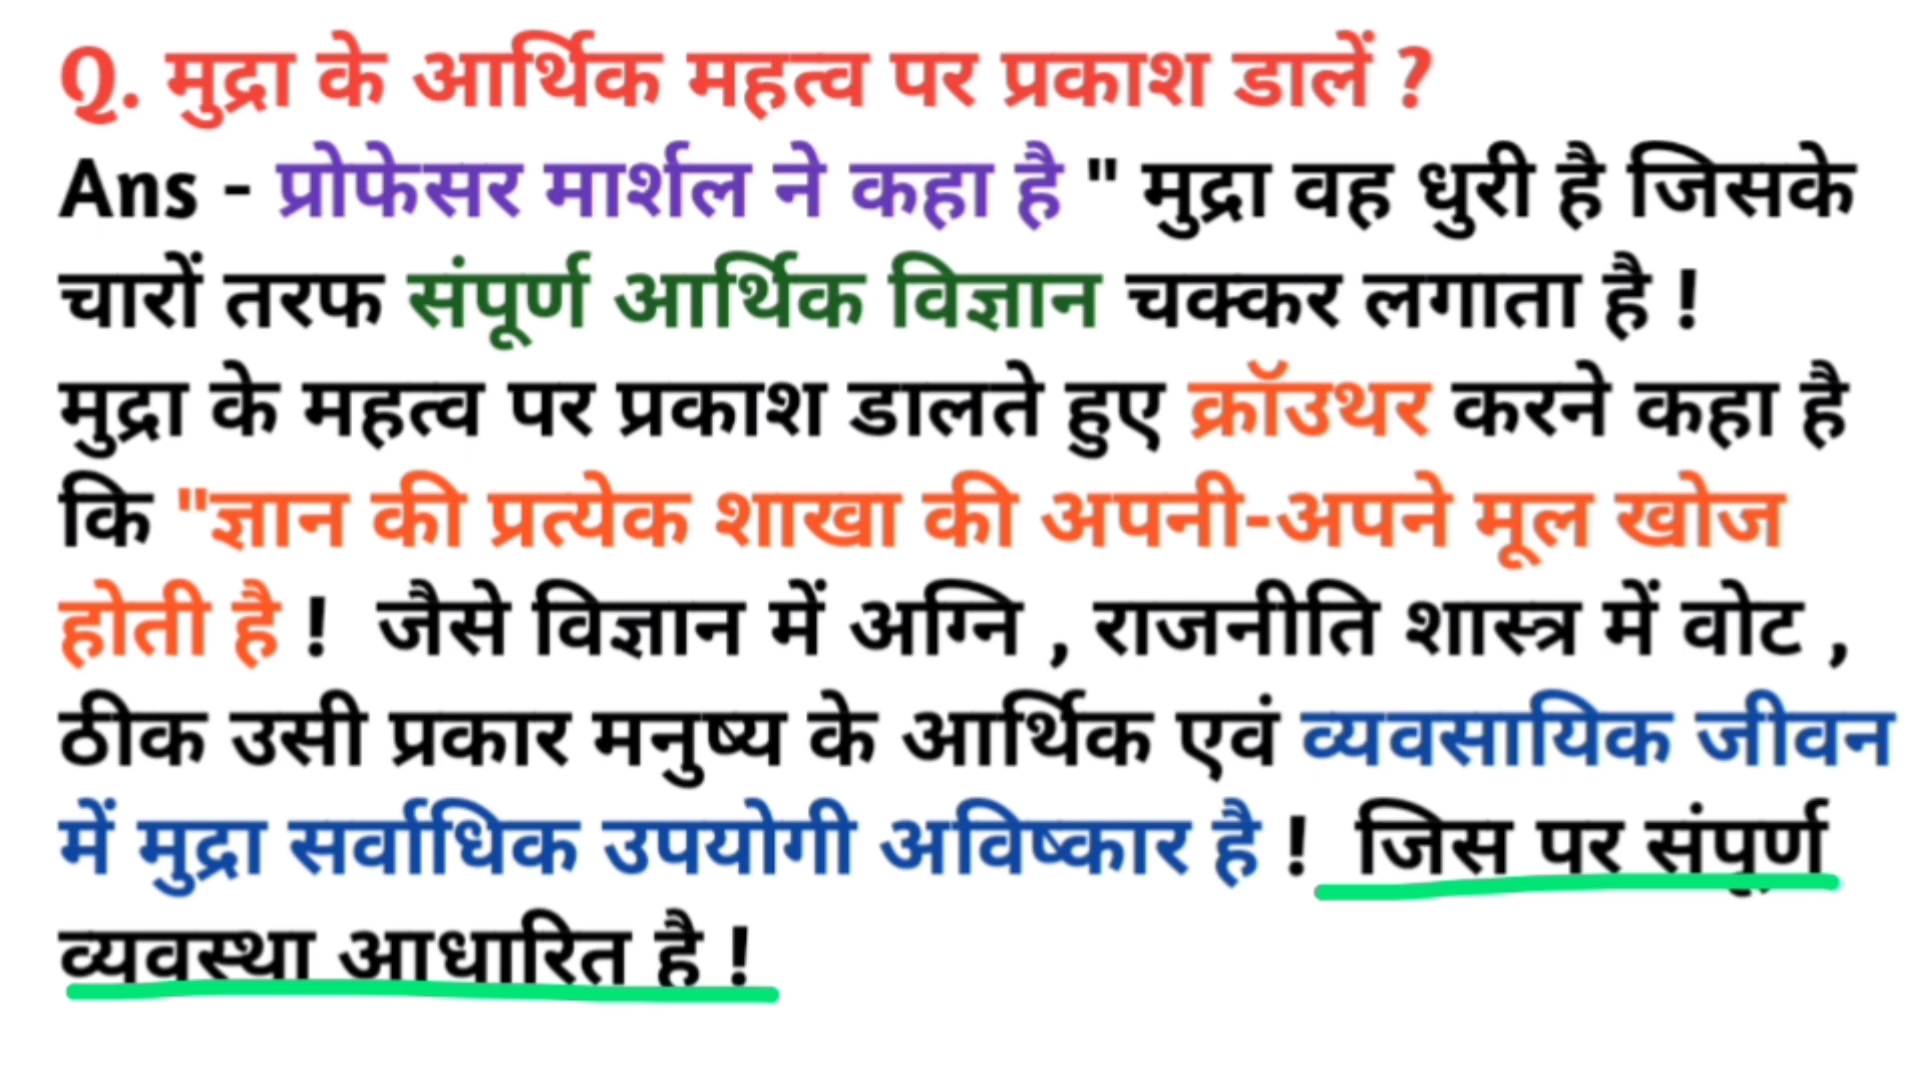 Q. मुद्रा के आर्थिक महत्व पर प्रकाश डालें ?
Ans - प्रोफेसर मार्शल ने कहा है " मुद्रा वह धुरी है जिसके
चारों तरफ संपूर्ण आर्थिक विज्ञान चक्कर लगाता है !
मुद्रा के महत्व पर प्रकाश डालते हुए क्रॉउथर करने कहा है
कि "ज्ञान की प्रत्येक शाखा की अपनी-अपने मूल खोज
होती है ! जैसे विज्ञान में अग्नि , राजनीति शास्त्र में वोट ,
ठीक उसी प्रकार मनुष्य के आर्थिक एवं व्यवसायिक जीवन
में मुद्रा सर्वाधिक उपयोगी अविष्कार है ! जिस पर संपूर्ण
व्यवस्था आधारित है !